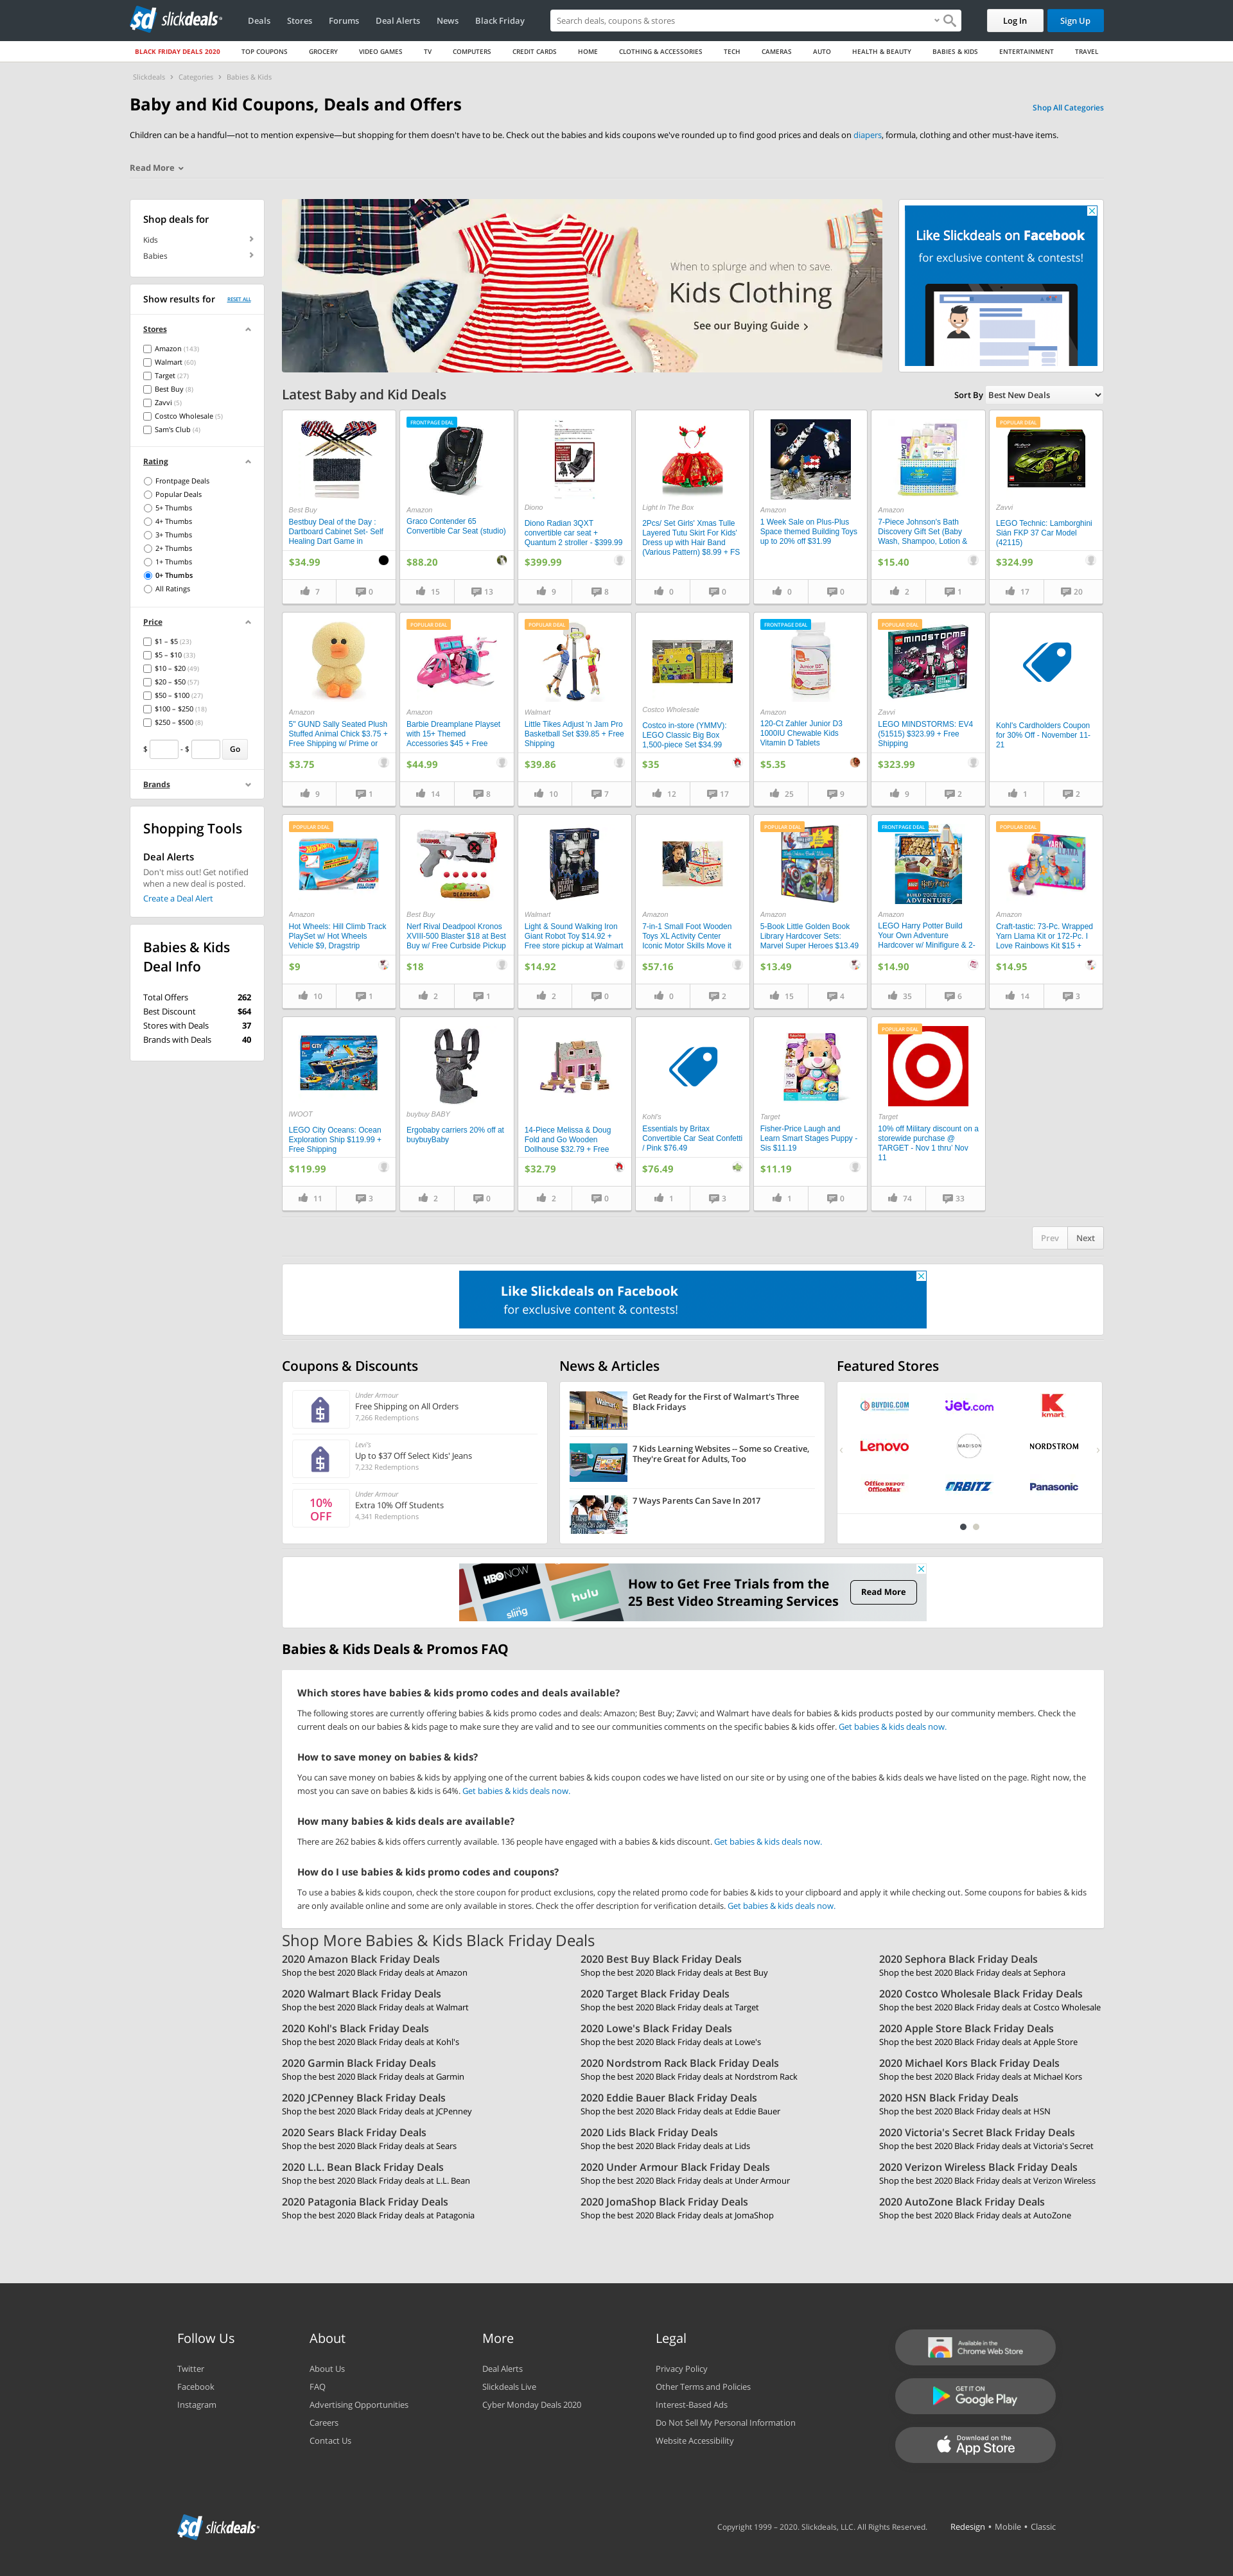 slickdeals
Deals
Stores
Forums
Deal Alerts
News
Black Friday
Search deals, coupons & stores
Log In
Sign Up
BLACK FRIDAY DEALS 2020
TOP COUPONS
GROCERY
VIDEO GAMES
TV
COMPUTERS
CREDIT CARDS
HOME
CLOTHING & ACCESSORIES
TECH
CAMERAS
AUTO
HEALTH & BEAUTY
BABIES & KIDS
ENTERTAINMENT
TRAVEL
Slickdeals > Categories > Babies & Kids
Baby and Kid Coupons, Deals and Offers
Shop All Categories
Children can be a handful—not to mention expensive—but shopping for them doesn't have to be. Check out the babies and kids coupons we've rounded up to find good prices and deals on diapers, formula, clothing and other must-have items.
Read More
Shop deals for
Kids
Babies
Show results for
RESET ALL
Stores
Amazon (143)
Walmart (60)
Target (27)
Best Buy (8)
Zavvi (5)
Costco Wholesale (5)
Sam's Club (4)
Rating
Frontpage Deals
Popular Deals
5+ Thumbs
4+ Thumbs
3+ Thumbs
2+ Thumbs
1+ Thumbs
0+ Thumbs
All Ratings
Price
$1 – $5 (23)
$5 – $10 (33)
$10 – $20 (49)
$20 – $50 (57)
$50 – $100 (27)
$100 – $250 (18)
$250 – $500 (8)
$ - $ Go
Brands
Shopping Tools
Deal Alerts
Don't miss out! Get notified
when a new deal is posted.
Create a Deal Alert
Babies & Kids
Deal Info
Total Offers 262
Best Discount $64
Stores with Deals 37
Brands with Deals 40
When to splurge and when to save.
Kids Clothing
See our Buying Guide >
Like Slickdeals on Facebook
for exclusive content & contests!
Latest Baby and Kid Deals
Sort By Best New Deals
Best Buy
Bestbuy Deal of the Day :
Dartboard Cabinet Set- Self
Healing Dart Game in
$34.99
7 0
FRONTPAGE DEAL
Amazon
Graco Contender 65
Convertible Car Seat (studio)
$88.20
15 13
Diono
Diono Radian 3QXT
convertible car seat +
Quantum 2 stroller - $399.99
$399.99
9 8
Light In The Box
2Pcs/ Set Girls' Xmas Tulle
Layered Tutu Skirt For Kids'
Dress up with Hair Band
(Various Pattern) $8.99 + FS
0 0
Amazon
1 Week Sale on Plus-Plus
Space themed Building Toys
up to 20% off $31.99
0 0
Amazon
7-Piece Johnson's Bath
Discovery Gift Set (Baby
Wash, Shampoo, Lotion &
$15.40
2 1
POPULAR DEAL
Zavvi
LEGO Technic: Lamborghini
Sián FKP 37 Car Model
(42115)
$324.99
17 20
Amazon
5" GUND Sally Seated Plush
Stuffed Animal Chick $3.75 +
Free Shipping w/ Prime or
$3.75
9 1
POPULAR DEAL
Amazon
Barbie Dreamplane Playset
with 15+ Themed
Accessories $45 + Free
$44.99
14 8
POPULAR DEAL
Walmart
Little Tikes Adjust 'n Jam Pro
Basketball Set $39.85 + Free
Shipping
$39.86
10 7
Costco Wholesale
Costco in-store (YMMV):
LEGO Classic Big Box
1,500-piece Set $34.99
$35
12 17
FRONTPAGE DEAL
Amazon
120-Ct Zahler Junior D3
1000IU Chewable Kids
Vitamin D Tablets
$5.35
25 9
POPULAR DEAL
MINDSTORMS
Zavvi
LEGO MINDSTORMS: EV4
(51515) $323.99 + Free
Shipping
$323.99
9 2
Kohl's Cardholders Coupon
for 30% Off - November 11-
21
1 2
POPULAR DEAL
Amazon
Hot Wheels: Hill Climb Track
PlaySet w/ Hot Wheels
Vehicle $9, Dragstrip
$9
10 1
Best Buy
Nerf Rival Deadpool Kronos
XVIII-500 Blaster $18 at Best
Buy w/ Free Curbside Pickup
$18
2 1
Walmart
Light & Sound Walking Iron
Giant Robot Toy $14.92 +
Free store pickup at Walmart
$14.92
2 0
Amazon
7-in-1 Small Foot Wooden
Toys XL Activity Center
Iconic Motor Skills Move it
$57.16
0 2
POPULAR DEAL
Amazon
5-Book Little Golden Book
Library Hardcover Sets:
Marvel Super Heroes $13.49
$13.49
15 4
FRONTPAGE DEAL
Amazon
LEGO Harry Potter Build
Your Own Adventure
Hardcover w/ Minifigure & 2-
$14.90
35 6
POPULAR DEAL
Amazon
Craft-tastic: 73-Pc. Wrapped
Yarn Llama Kit or 172-Pc. I
Love Rainbows Kit $15 +
$14.95
14 3
IWOOT
LEGO City Oceans: Ocean
Exploration Ship $119.99 +
Free Shipping
$119.99
11 3
buybuy BABY
Ergobaby carriers 20% off at
buybuyBaby
2 0
14-Piece Melissa & Doug
Fold and Go Wooden
Dollhouse $32.79 + Free
$32.79
2 0
Kohl's
Essentials by Britax
Convertible Car Seat Confetti
/ Pink $76.49
$76.49
1 3
Target
Fisher-Price Laugh and
Learn Smart Stages Puppy -
Sis $11.19
$11.19
1 0
POPULAR DEAL
Target
10% off Military discount on a
storewide purchase @
TARGET - Nov 1 thru' Nov
11
74 33
Prev Next
Like Slickdeals on Facebook
for exclusive content & contests!
Coupons & Discounts
Under Armour
Free Shipping on All Orders
7,266 Redemptions
Levi's
Up to $37 Off Select Kids' Jeans
7,232 Redemptions
10%
OFF
Under Armour
Extra 10% Off Students
4,341 Redemptions
News & Articles
Get Ready for the First of Walmart's Three
Black Fridays
7 Kids Learning Websites -- Some so Creative,
They're Great for Adults, Too
7 Ways Parents Can Save In 2017
Featured Stores
BUYDIG.COM
Jet.com
kmart
Lenovo
MADISON
NORDSTROM
Office DEPOT
OfficeMax
ORBITZ
Panasonic
HBO NOW
hulu
sling
How to Get Free Trials from the
25 Best Video Streaming Services
Read More
Babies & Kids Deals & Promos FAQ
Which stores have babies & kids promo codes and deals available?
The following stores are currently offering babies & kids promo codes and deals: Amazon; Best Buy; Zavvi; and Walmart have deals for babies & kids products posted by our community members. Check the
current deals on our babies & kids page to make sure they are valid and to see our communities comments on the specific babies & kids offer. Get babies & kids deals now.
How to save money on babies & kids?
You can save money on babies & kids by applying one of the current babies & kids coupon codes we have listed on our site or by using one of the babies & kids deals we have listed on the page. Right now, the
most you can save on babies & kids is 64%. Get babies & kids deals now.
How many babies & kids deals are available?
There are 262 babies & kids offers currently available. 136 people have engaged with a babies & kids discount. Get babies & kids deals now.
How do I use babies & kids promo codes and coupons?
To use a babies & kids coupon, check the store coupon for product exclusions, copy the related promo code for babies & kids to your clipboard and apply it while checking out. Some coupons for babies & kids
are only available online and some are only available in stores. Check the offer description for verification details. Get babies & kids deals now.
Shop More Babies & Kids Black Friday Deals
2020 Amazon Black Friday Deals
Shop the best 2020 Black Friday deals at Amazon
2020 Best Buy Black Friday Deals
Shop the best 2020 Black Friday deals at Best Buy
2020 Sephora Black Friday Deals
Shop the best 2020 Black Friday deals at Sephora
2020 Walmart Black Friday Deals
Shop the best 2020 Black Friday deals at Walmart
2020 Target Black Friday Deals
Shop the best 2020 Black Friday deals at Target
2020 Costco Wholesale Black Friday Deals
Shop the best 2020 Black Friday deals at Costco Wholesale
2020 Kohl's Black Friday Deals
Shop the best 2020 Black Friday deals at Kohl's
2020 Lowe's Black Friday Deals
Shop the best 2020 Black Friday deals at Lowe's
2020 Apple Store Black Friday Deals
Shop the best 2020 Black Friday deals at Apple Store
2020 Garmin Black Friday Deals
Shop the best 2020 Black Friday deals at Garmin
2020 Nordstrom Rack Black Friday Deals
Shop the best 2020 Black Friday deals at Nordstrom Rack
2020 Michael Kors Black Friday Deals
Shop the best 2020 Black Friday deals at Michael Kors
2020 JCPenney Black Friday Deals
Shop the best 2020 Black Friday deals at JCPenney
2020 Eddie Bauer Black Friday Deals
Shop the best 2020 Black Friday deals at Eddie Bauer
2020 HSN Black Friday Deals
Shop the best 2020 Black Friday deals at HSN
2020 Sears Black Friday Deals
Shop the best 2020 Black Friday deals at Sears
2020 Lids Black Friday Deals
Shop the best 2020 Black Friday deals at Lids
2020 Victoria's Secret Black Friday Deals
Shop the best 2020 Black Friday deals at Victoria's Secret
2020 L.L. Bean Black Friday Deals
Shop the best 2020 Black Friday deals at L.L. Bean
2020 Under Armour Black Friday Deals
Shop the best 2020 Black Friday deals at Under Armour
2020 Verizon Wireless Black Friday Deals
Shop the best 2020 Black Friday deals at Verizon Wireless
2020 Patagonia Black Friday Deals
Shop the best 2020 Black Friday deals at Patagonia
2020 JomaShop Black Friday Deals
Shop the best 2020 Black Friday deals at JomaShop
2020 AutoZone Black Friday Deals
Shop the best 2020 Black Friday deals at AutoZone
Follow Us
Twitter
Facebook
Instagram
About
About Us
FAQ
Advertising Opportunities
Careers
Contact Us
More
Deal Alerts
Slickdeals Live
Cyber Monday Deals 2020
Legal
Privacy Policy
Other Terms and Policies
Interest-Based Ads
Do Not Sell My Personal Information
Website Accessibility
Available in the
Chrome Web Store
GET IT ON
Google Play
Download on the
App Store
slickdeals
Copyright 1999 – 2020. Slickdeals, LLC. All Rights Reserved.
Redesign • Mobile • Classic